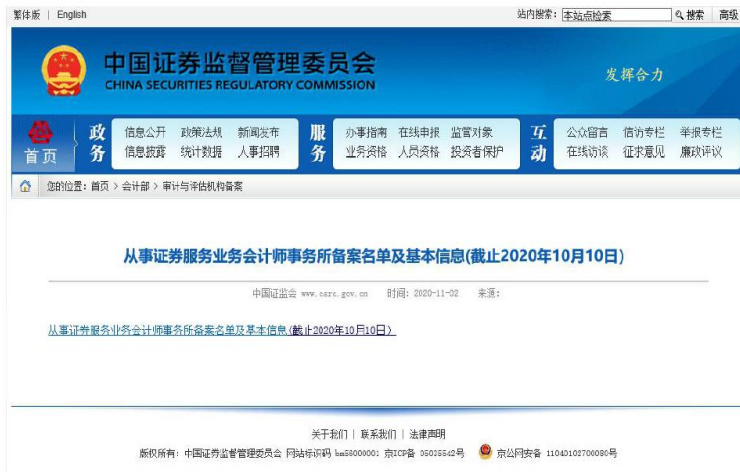 繁体版 | English
站内搜索: 本站点检索 搜索 高级
中国证券监督管理委员会
CHINA SECURITIES REGULATORY COMMISSION
发挥合力
首页
政务
信息公开 政策法规 新闻发布
信息披露 统计数据 人事招聘
服务
办事指南 在线申报 监管对象
业务资格 人员资格 投资者保护
互动
公众留言 信访专栏 举报专栏
在线访谈 征求意见 廉政评议
您的位置: 首页 > 会计部 > 审计与评估机构备案
从事证券服务业务会计师事务所备案名单及基本信息(截止2020年10月10日)
中国证监会 www.csrc.gov.cn 时间: 2020-11-02 来源:
从事证券服务业务会计师事务所备案名单及基本信息(截止2020年10月10日)
关于我们 | 联系我们 | 法律声明
版权所有: 中国证券监督管理委员会 网站标识码 bm56000001 京ICP备 05035542号 京公网安备 11040102700080号